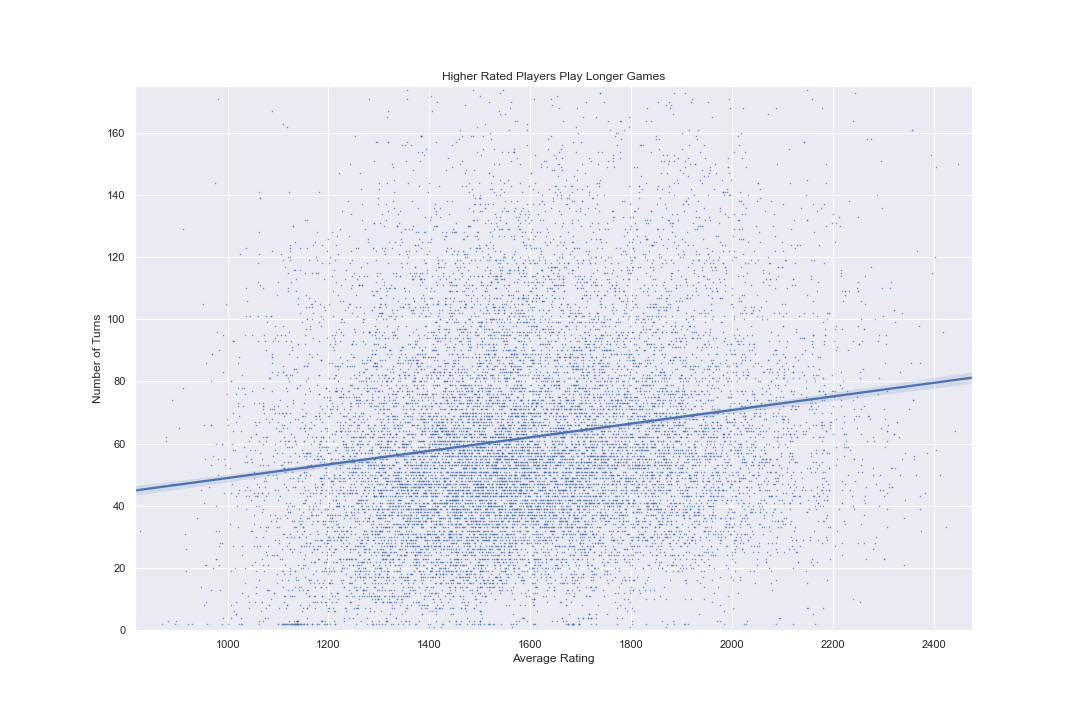 Higher Rated Players Play Longer Games
160
140
120
100
80
60
40
20
0
Number of Turns
1000 1200 1400 1600 1800 2000 2200 2400
Average Rating